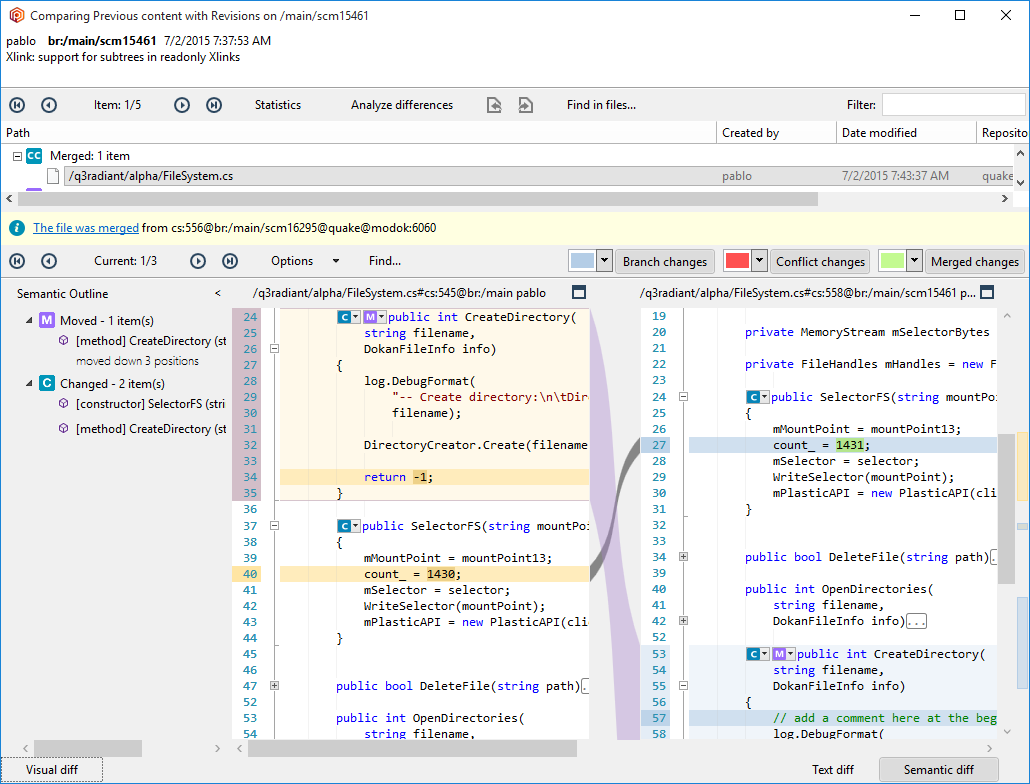 Comparing Previous content with Revisions on /main/scm15461
pablo br:/main/scm15461 7/2/2015 7:37:53 AM
Xlink: support for subtrees in readonly Xlinks
Item: 1/5 Statistics Analyze differences Find in files... Filter:
Path Created by Date modified Reposito
CC Merged: 1 item
/q3radiant/alpha/FileSystem.cs pablo 7/2/2015 7:43:37 AM quake
The file was merged from cs:556@br:/main/scm16295@quake@modok:6060
Current: 1/3 Options Find... Branch changes Conflict changes Merged changes
Semantic Outline <
M Moved - 1 item(s)
[method] CreateDirectory (st
moved down 3 positions
C Changed - 2 item(s)
[constructor] SelectorFS (stri
[method] CreateDirectory (st
/q3radiant/alpha/FileSystem.cs#cs:545@br:/main pablo
24 C M public int CreateDirectory(
25 string filename,
26 DokanFileInfo info)
27 {
28 log.DebugFormat(
29 "-- Create directory:\n\tDire
30 filename);
31
32 DirectoryCreator.Create(filename
33
34 return -1;
35 }
36
37 C public SelectorFS(string mountPoi
38 {
39 mMountPoint = mountPoint13;
40 count_ = 1430;
41 mSelector = selector;
42 WriteSelector(mountPoint);
43 mPlasticAPI = new PlasticAPI(clie
44 }
45
46
47 public bool DeleteFile(string path).
52
53 public int OpenDirectories(
54 string filename,
/q3radiant/alpha/FileSystem.cs#cs:558@br:/main/scm15461 p...
19
20 private MemoryStream mSelectorBytes
21
22 private FileHandles mHandles = new F
23
24 C public SelectorFS(string mountPoi
25 {
26 mMountPoint = mountPoint13;
27 count_ = 1431;
28 mSelector = selector;
29 WriteSelector(mountPoint);
30 mPlasticAPI = new PlasticAPI(clie
31 }
32
33
34 public bool DeleteFile(string path).
39
40 public int OpenDirectories(
41 string filename,
42 DokanFileInfo info)...
52
53 C M public int CreateDirectory(
54 string filename,
55 DokanFileInfo info)
56 {
57 // add a comment here at the beg
58 log.DebugFormat(
Visual diff Text diff Semantic diff